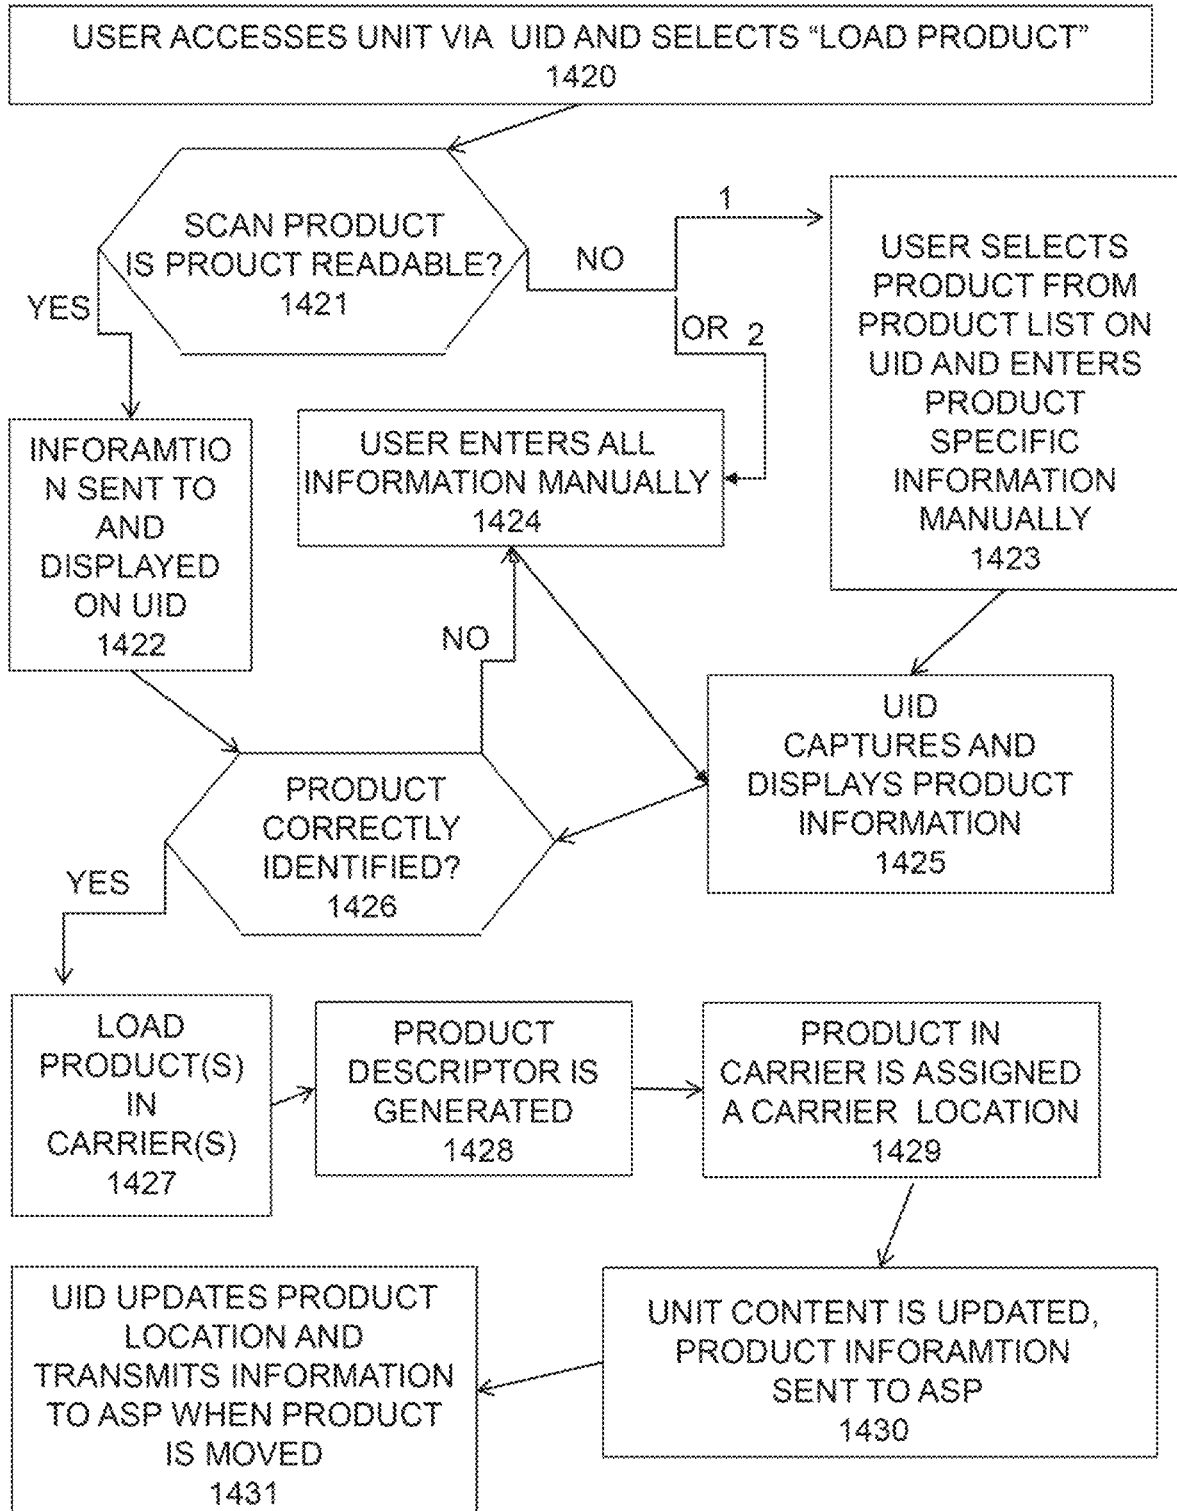 USER ACCESSES UNIT VIA UID AND SELECTS “LOAD PRODUCT”
1420
SCAN PRODUCT
IS PROUCT READABLE?
1421
YES
NO
1
OR 2
USER SELECTS
PRODUCT FROM
PRODUCT LIST ON
UID AND ENTERS
PRODUCT
SPECIFIC
INFORMATION
MANUALLY
1423
INFORAMTIO
N SENT TO
AND
DISPLAYED
ON UID
1422
USER ENTERS ALL
INFORMATION MANUALLY
1424
NO
UID
CAPTURES AND
DISPLAYS PRODUCT
INFORMATION
1425
PRODUCT
CORRECTLY
IDENTIFIED?
1426
YES
LOAD
PRODUCT(S)
IN
CARRIER(S)
1427
PRODUCT
DESCRIPTOR IS
GENERATED
1428
PRODUCT IN
CARRIER IS ASSIGNED
A CARRIER LOCATION
1429
UNIT CONTENT IS UPDATED,
PRODUCT INFORAMTION
SENT TO ASP
1430
UID UPDATES PRODUCT
LOCATION AND
TRANSMITS INFORMATION
TO ASP WHEN PRODUCT
IS MOVED
1431